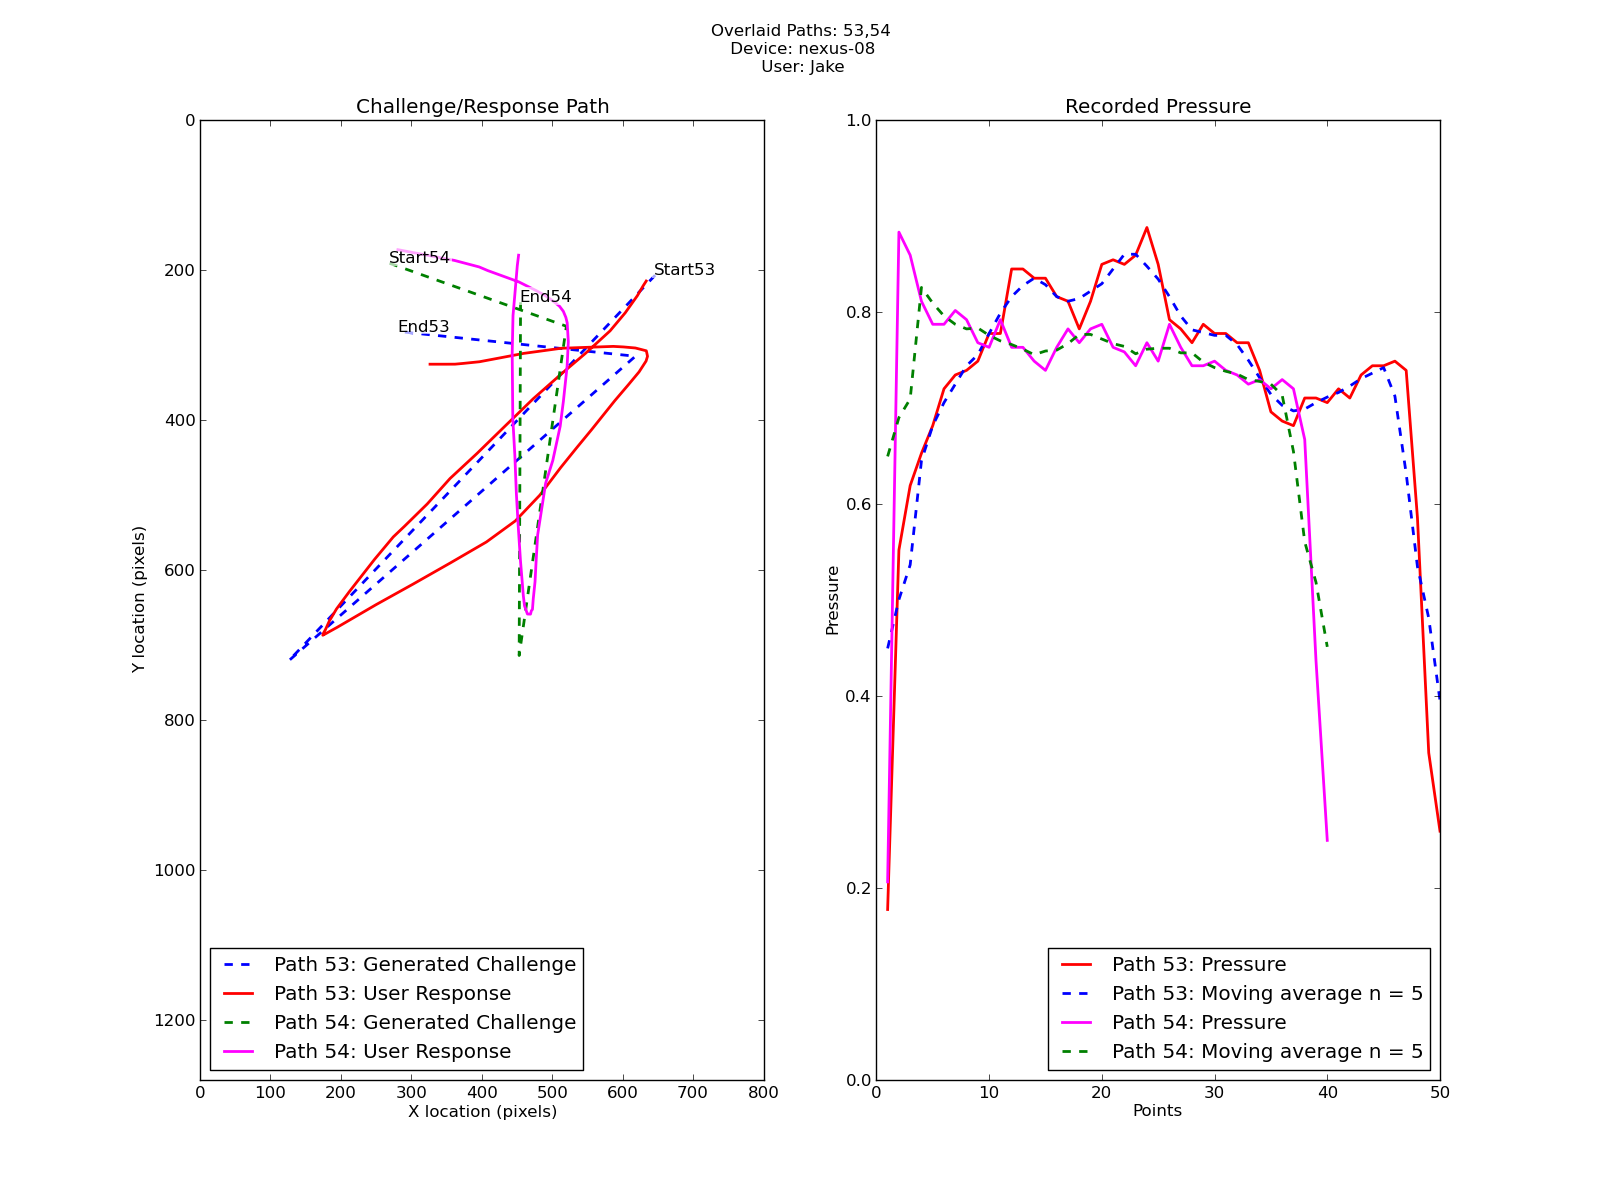 Overlaid Paths: 53,54
Device: nexus-08
User: Jake
Challenge/Response Path
0
200
400
600
800
1000
1200
Y location (pixels)
Start54
Start53
End54
End53
Path 53: Generated Challenge
Path 53: User Response
Path 54: Generated Challenge
Path 54: User Response
0 100 200 300 400 500 600 700 800
X location (pixels)
Recorded Pressure
1.0
0.8
0.6
0.4
0.2
0.0
Pressure
Path 53: Pressure
Path 53: Moving average n = 5
Path 54: Pressure
Path 54: Moving average n = 5
0 10 20 30 40 50
Points